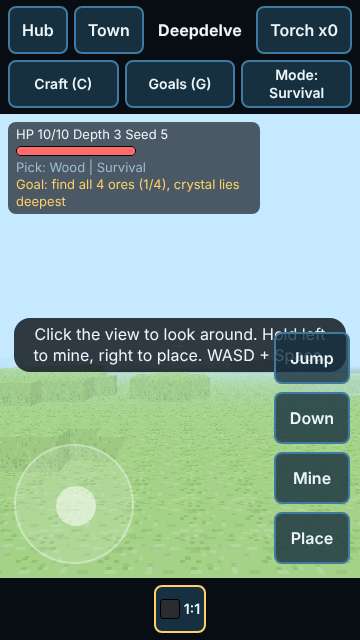 Hub
Town
Deepdelve
Torch x0
Craft (C)
Goals (G)
Mode:
Survival
HP 10/10 Depth 3 Seed 5
Pick: Wood | Survival
Goal: find all 4 ores (1/4), crystal lies
deepest
Click the view to look around. Hold left
to mine, right to place. WASD +
Jump
Down
Mine
Place
1:1